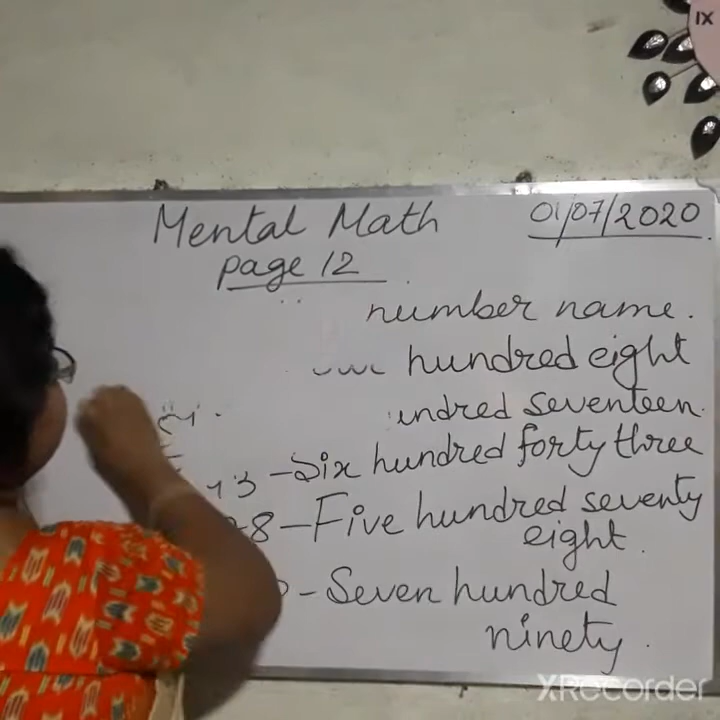 IX
Mental Math 01/07/2020
page 12
number name.
hundred eight
seventeen.
- Six hundred forty three
8 - Five hundred seventy
eight.
- Seven hundred
ninety.
XRecorder